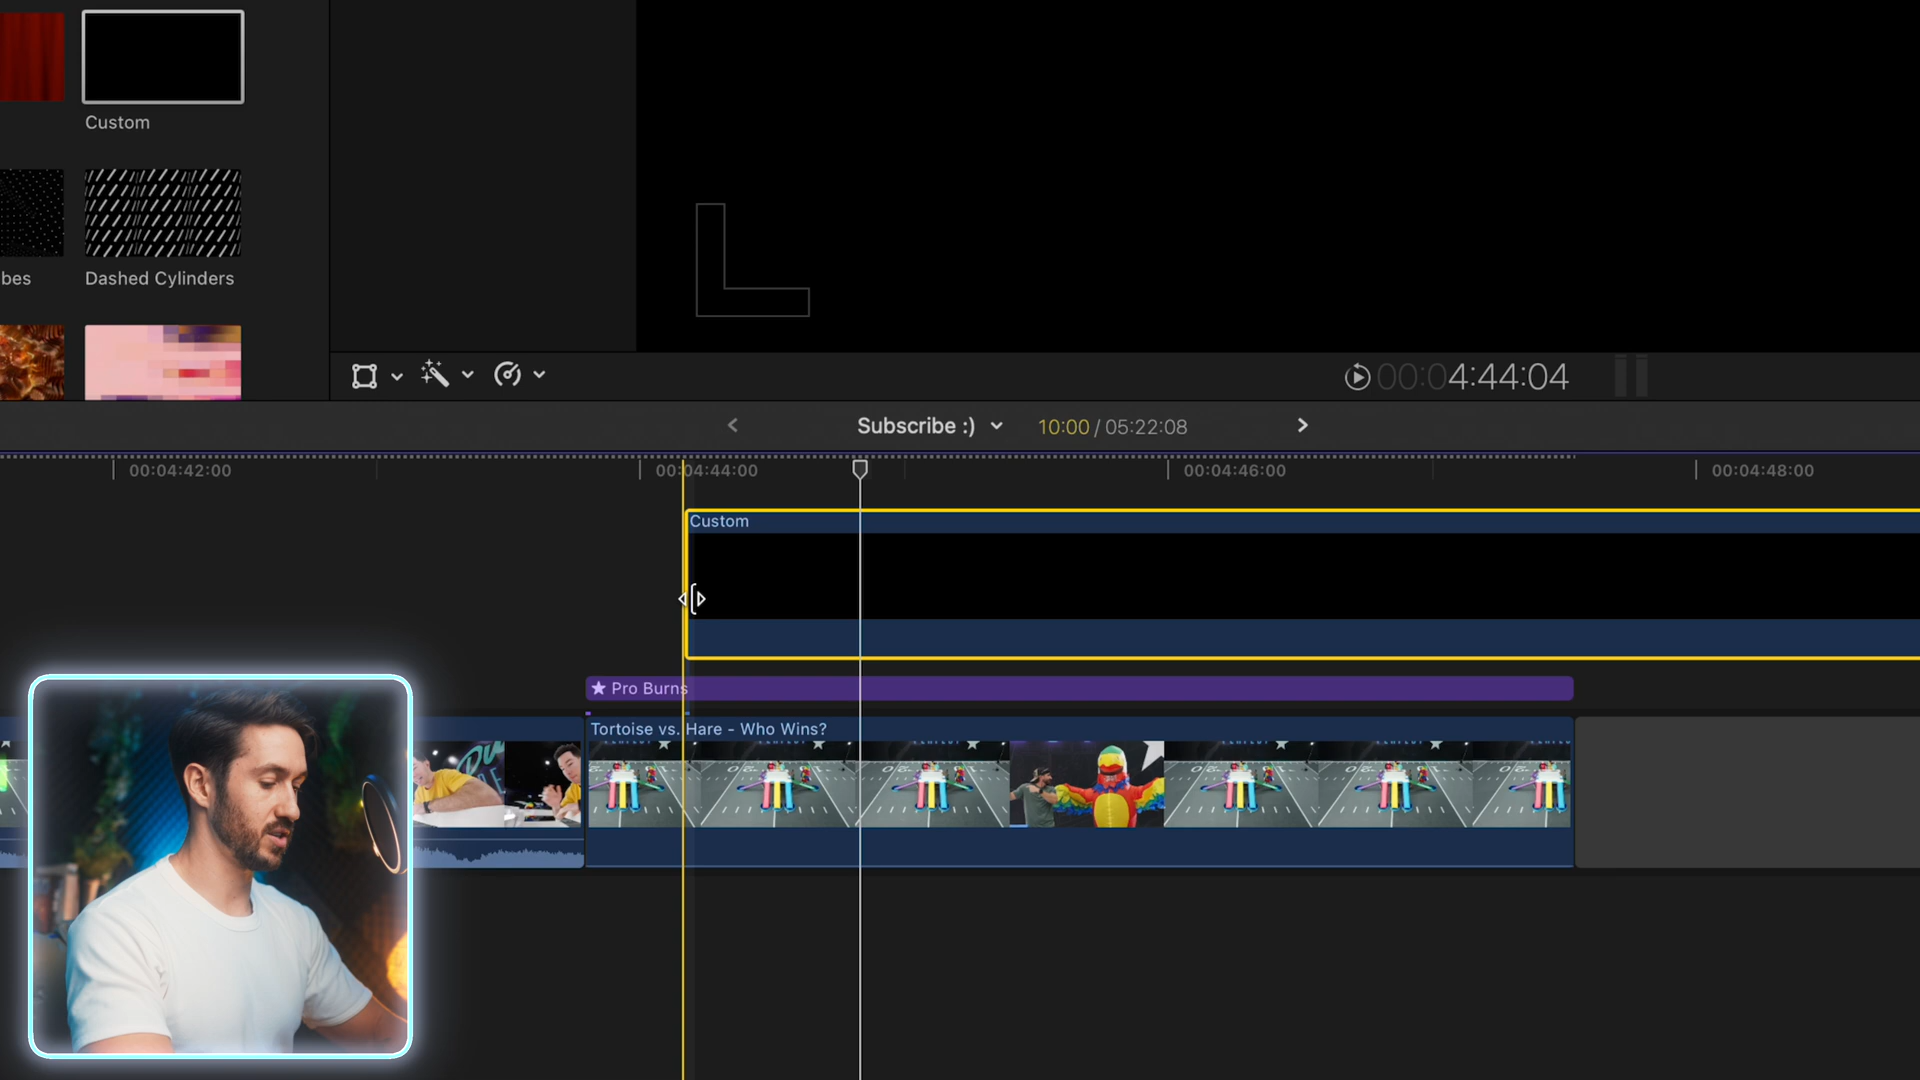 Custom
bes
Dashed Cylinders
00:04:44:04
Subscribe :)
10:00 / 05:22:08
00:04:42:00
00:04:44:00
00:04:46:00
00:04:48:00
Custom
Pro Burns
Tortoise vs. Hare - Who Wins?